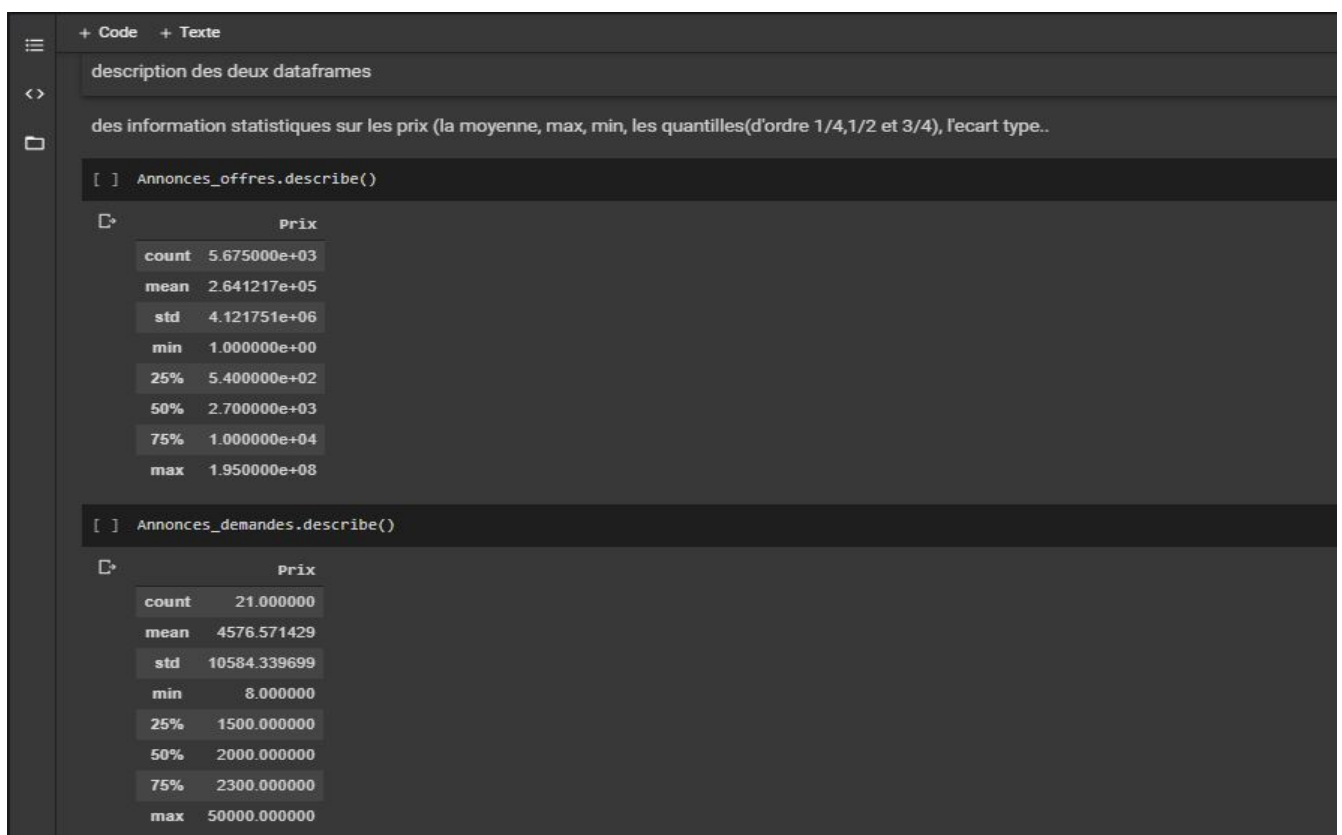 + Code + Texte
description des deux dataframes
des information statistiques sur les prix (la moyenne, max, min, les quantilles(d'ordre 1/4,1/2 et 3/4), l'ecart type..
[ ] Annonces_offres.describe()
Prix
count 5.675000e+03
mean 2.641217e+05
std 4.121751e+06
min 1.000000e+00
25% 5.400000e+02
50% 2.700000e+03
75% 1.000000e+04
max 1.950000e+08
[ ] Annonces_demandes.describe()
Prix
count 21.000000
mean 4576.571429
std 10584.339699
min 8.000000
25% 1500.000000
50% 2000.000000
75% 2300.000000
max 50000.000000